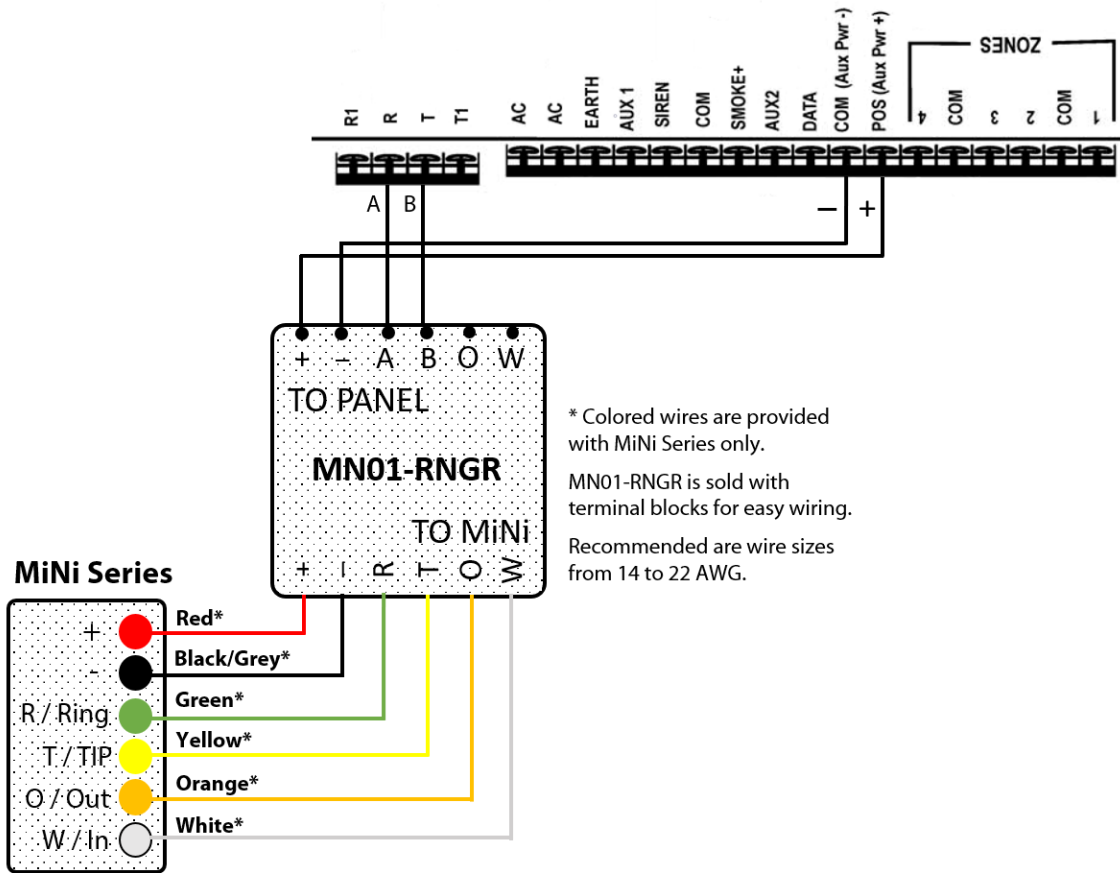 ZONES
R1 R T T1 AC AC EARTH AUX 1 SIREN COM SMOKE+ AUX2 DATA COM (Aux Pwr -) POS (Aux Pwr +) 4 COM 3 2 COM 1
A B − +
+ − A B O W
TO PANEL
MN01-RNGR
TO MiNi
+ − R T O W
* Colored wires are provided
with MiNi Series only.
MN01-RNGR is sold with
terminal blocks for easy wiring.
Recommended are wire sizes
from 14 to 22 AWG.
MiNi Series
+ Red*
- Black/Grey*
R / Ring Green*
T / TIP Yellow*
O / Out Orange*
W / In White*